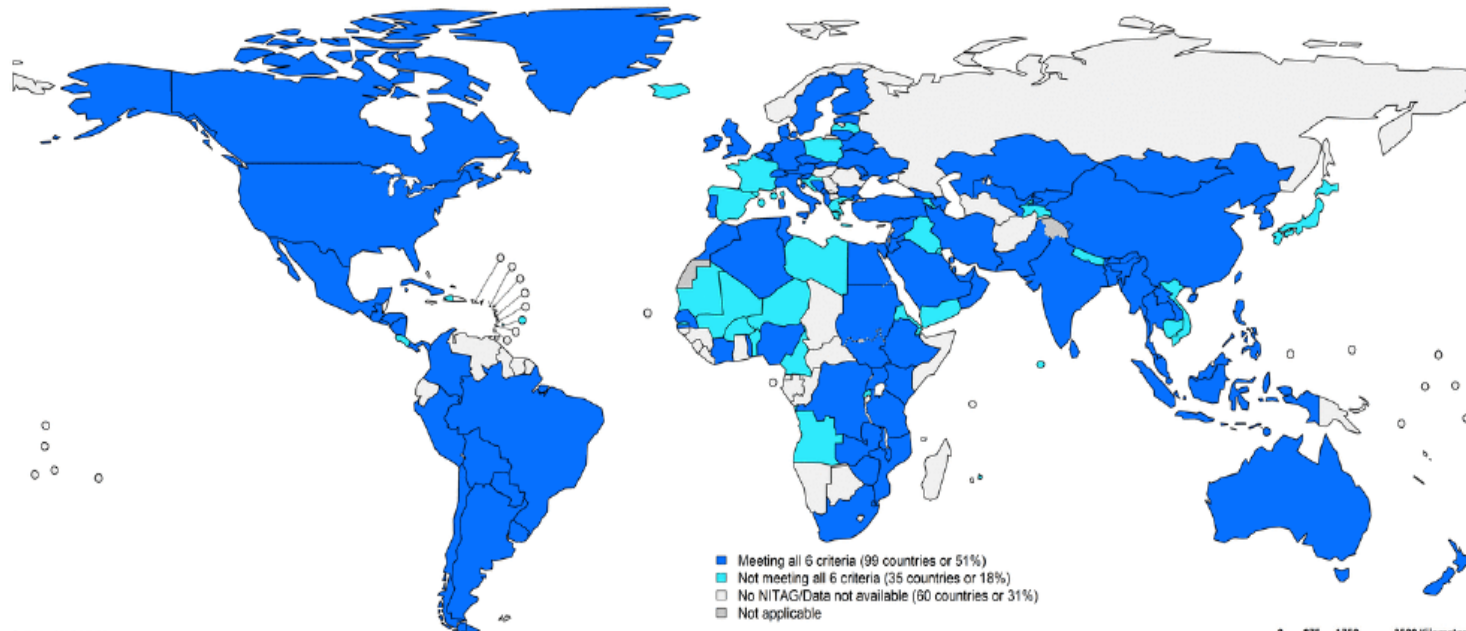 Meeting all 6 criteria (99 countries or 51%)
Not meeting all 6 criteria (35 countries or 18%)
No NITAG/Data not available (60 countries or 31%)
Not applicable